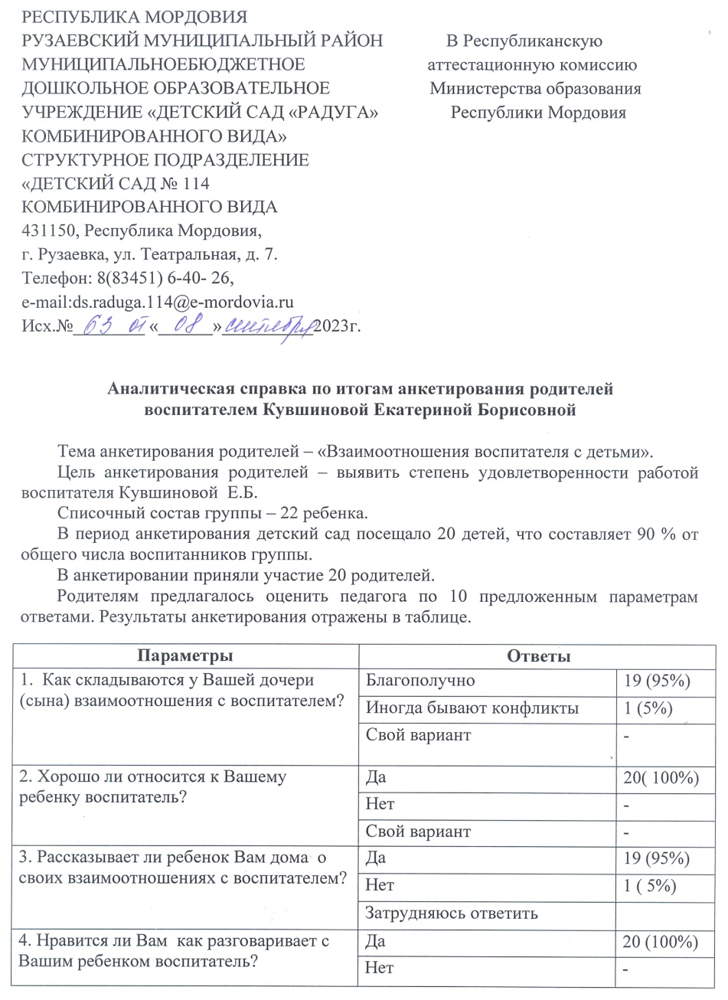 РЕСПУБЛИКА МОРДОВИЯ
РУЗАЕВСКИЙ МУНИЦИПАЛЬНЫЙ РАЙОН
МУНИЦИПАЛЬНОЕБЮДЖЕТНОЕ
ДОШКОЛЬНОЕ ОБРАЗОВАТЕЛЬНОЕ
УЧРЕЖДЕНИЕ «ДЕТСКИЙ САД «РАДУГА»
КОМБИНИРОВАННОГО ВИДА»
СТРУКТУРНОЕ ПОДРАЗДЕЛЕНИЕ
«ДЕТСКИЙ САД № 114
КОМБИНИРОВАННОГО ВИДА
431150, Республика Мордовия,
г. Рузаевка, ул. Театральная, д. 7.
Телефон: 8(83451) 6-40- 26,
e-mail:ds.raduga.114@e-mordovia.ru
Исх.№ 63 от « 08 » сентября 2023г.
В Республиканскую
аттестационную комиссию
Министерства образования
Республики Мордовия
Аналитическая справка по итогам анкетирования родителей
воспитателем Кувшиновой Екатериной Борисовной
Тема анкетирования родителей – «Взаимоотношения воспитателя с детьми».
Цель анкетирования родителей – выявить степень удовлетворенности работой
воспитателя Кувшиновой Е.Б.
Списочный состав группы – 22 ребенка.
В период анкетирования детский сад посещало 20 детей, что составляет 90 % от
общего числа воспитанников группы.
В анкетировании приняли участие 20 родителей.
Родителям предлагалось оценить педагога по 10 предложенным параметрам
ответами. Результаты анкетирования отражены в таблице.
Параметры Ответы
1. Как складываются у Вашей дочери
(сына) взаимоотношения с воспитателем?
Благополучно 19 (95%)
Иногда бывают конфликты 1 (5%)
Свой вариант -
2. Хорошо ли относится к Вашему
ребенку воспитатель?
Да 20( 100%)
Нет -
Свой вариант -
3. Рассказывает ли ребенок Вам дома о
своих взаимоотношениях с воспитателем?
Да 19 (95%)
Нет 1 ( 5%)
Затрудняюсь ответить
4. Нравится ли Вам как разговаривает с
Вашим ребенком воспитатель?
Да 20 (100%)
Нет -